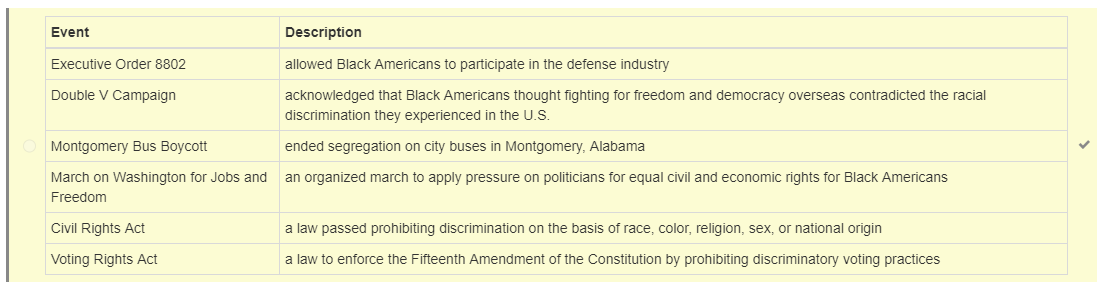 Event Description
Executive Order 8802 allowed Black Americans to participate in the defense industry
Double V Campaign acknowledged that Black Americans thought fighting for freedom and democracy overseas contradicted the racial
discrimination they experienced in the U.S.
Montgomery Bus Boycott ended segregation on city buses in Montgomery, Alabama
March on Washington for Jobs and an organized march to apply pressure on politicians for equal civil and economic rights for Black Americans
Freedom
Civil Rights Act a law passed prohibiting discrimination on the basis of race, color, religion, sex, or national origin
Voting Rights Act a law to enforce the Fifteenth Amendment of the Constitution by prohibiting discriminatory voting practices